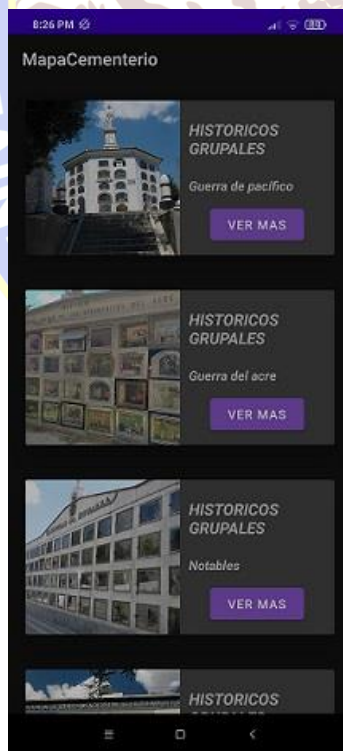 8:26 PM
MapaCementerio
HISTORICOS
GRUPALES
Guerra de pacífico
VER MAS
HISTORICOS
GRUPALES
Guerra del acre
VER MAS
HISTORICOS
GRUPALES
Notables
VER MAS
HISTORICOS